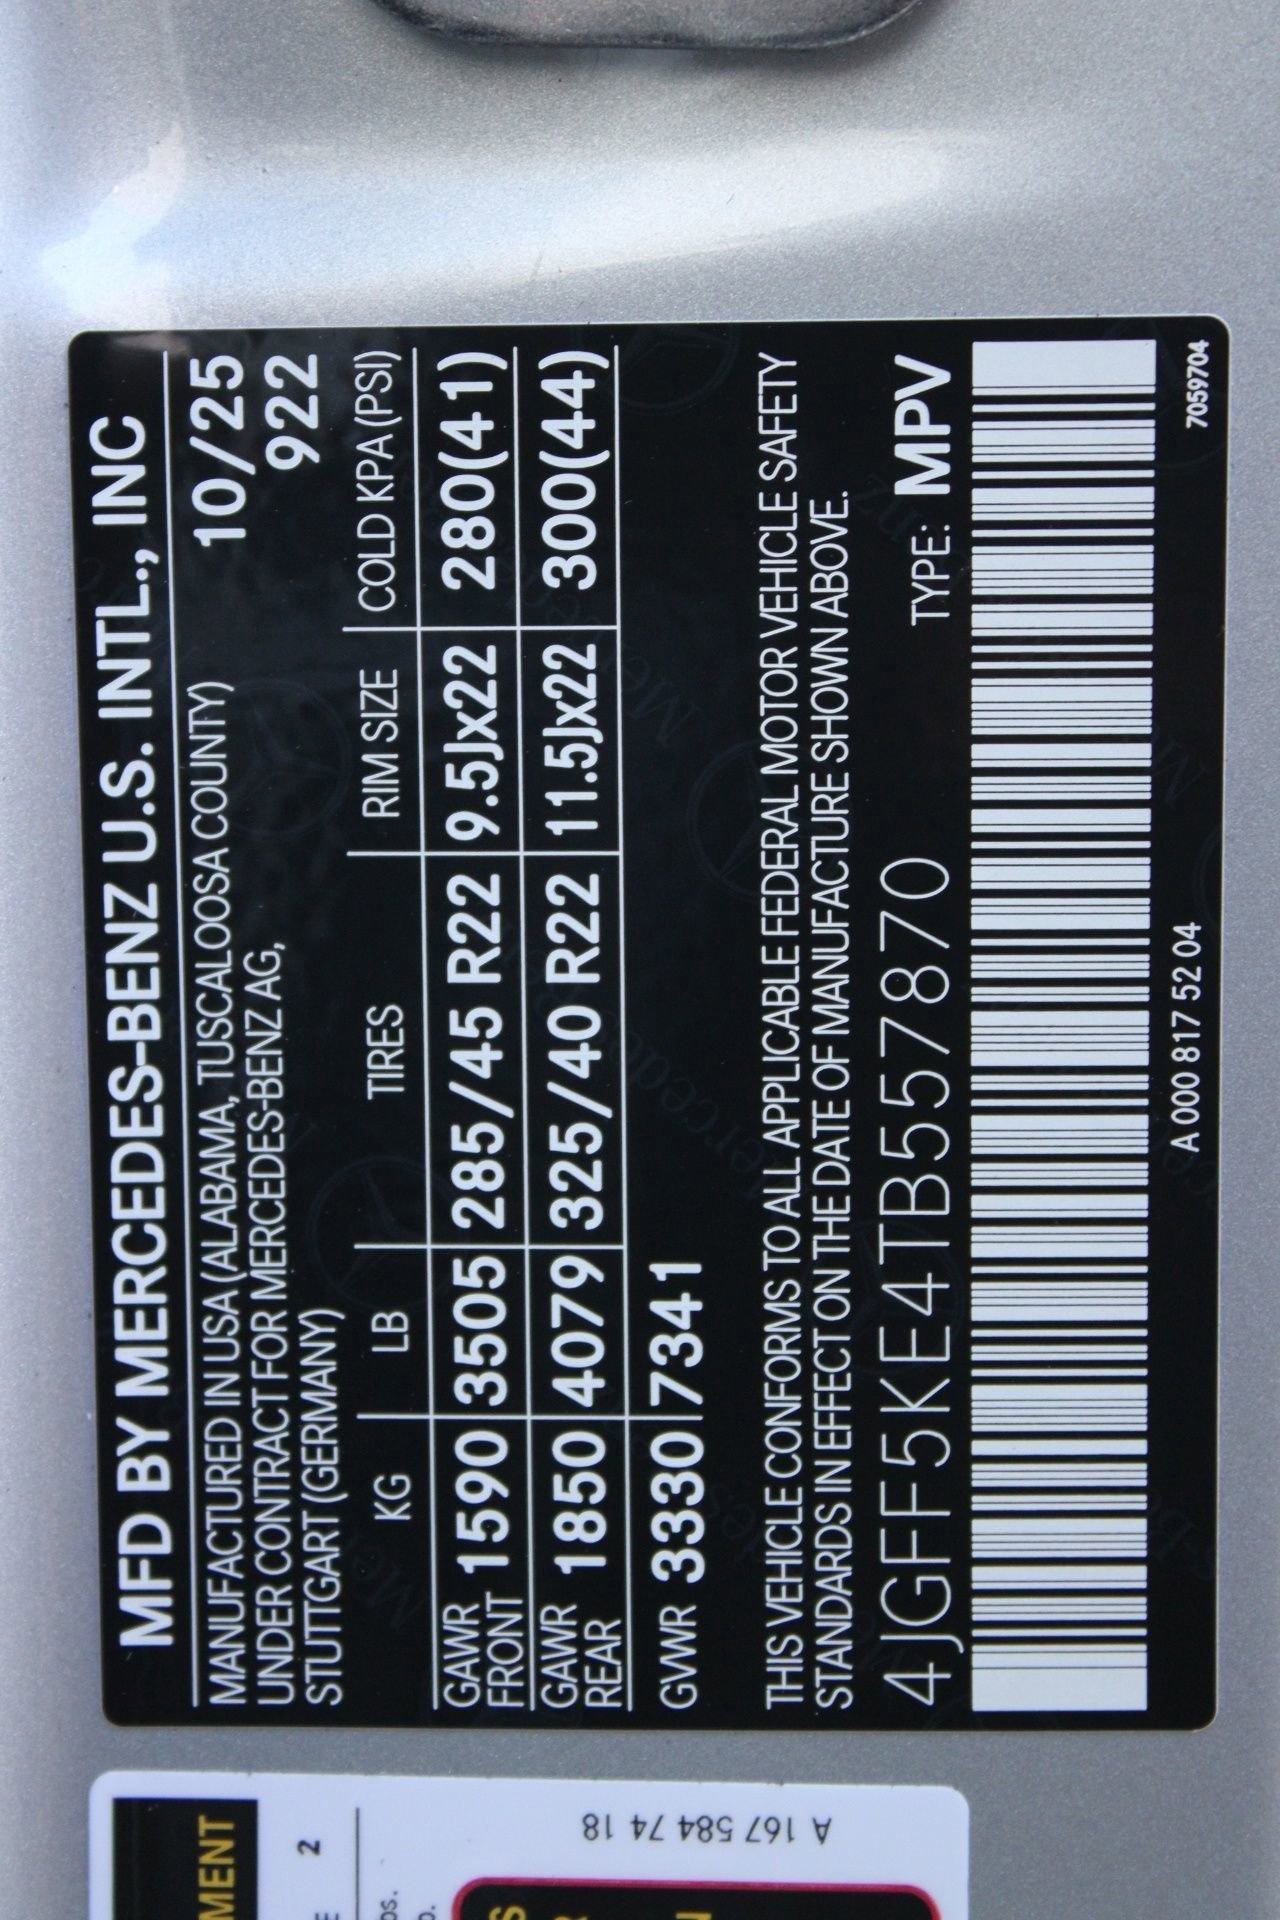 MFD BY MERCEDES-BENZ U.S. INTL., INC
MANUFACTURED IN USA (ALABAMA, TUSCALOOSA COUNTY) 10/25
UNDER CONTRACT FOR MERCEDES-BENZ AG, 922
STUTTGART (GERMANY)
KG LB TIRES RIM SIZE COLD KPA (PSI)
GAWR FRONT 1590 3505 285/45 R22 9.5Jx22 280(41)
GAWR REAR 1850 4079 325/40 R22 11.5Jx22 300(44)
GVWR 3330 7341
THIS VEHICLE CONFORMS TO ALL APPLICABLE FEDERAL MOTOR VEHICLE SAFETY
STANDARDS IN EFFECT ON THE DATE OF MANUFACTURE SHOWN ABOVE.
4JGFF5KE4TB557870 TYPE: MPV
A 000 817 52 04 7059704
MENT
2
A 167 584 74 18